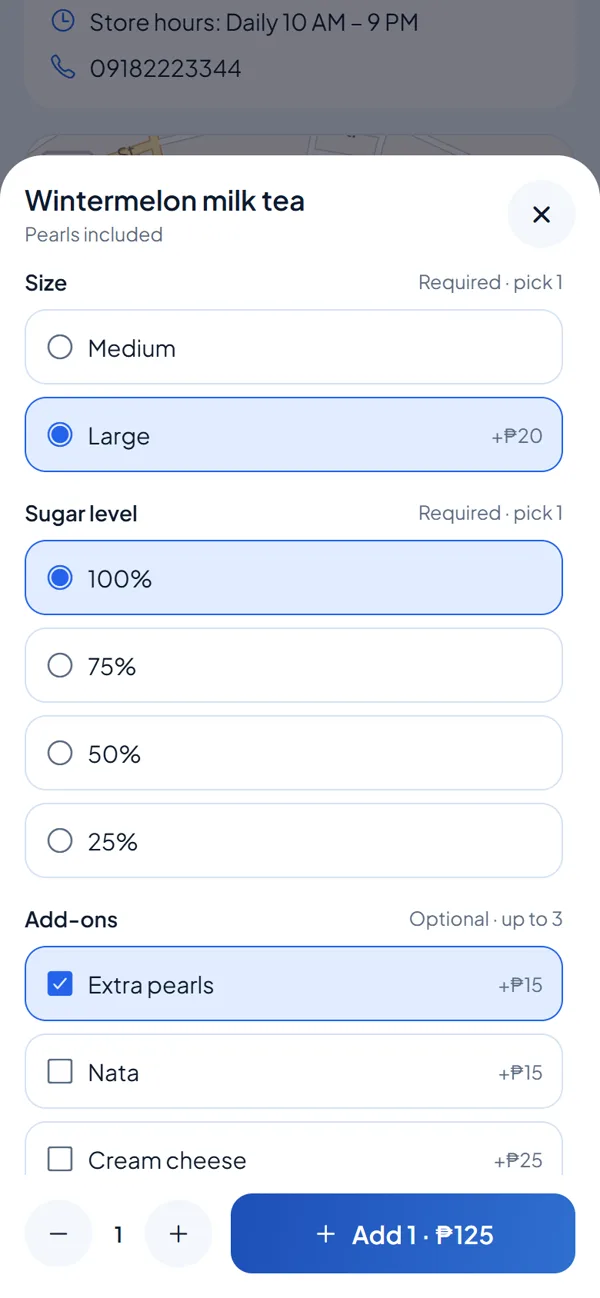 Store hours: Daily 10 AM – 9 PM
09182223344
St
Wintermelon milk tea
Pearls included
Size Required · pick 1
Medium
Large +₱20
Sugar level Required · pick 1
100%
75%
50%
25%
Add-ons Optional · up to 3
Extra pearls +₱15
Nata +₱15
Cream cheese +₱25
− 1 + + Add 1 · ₱125